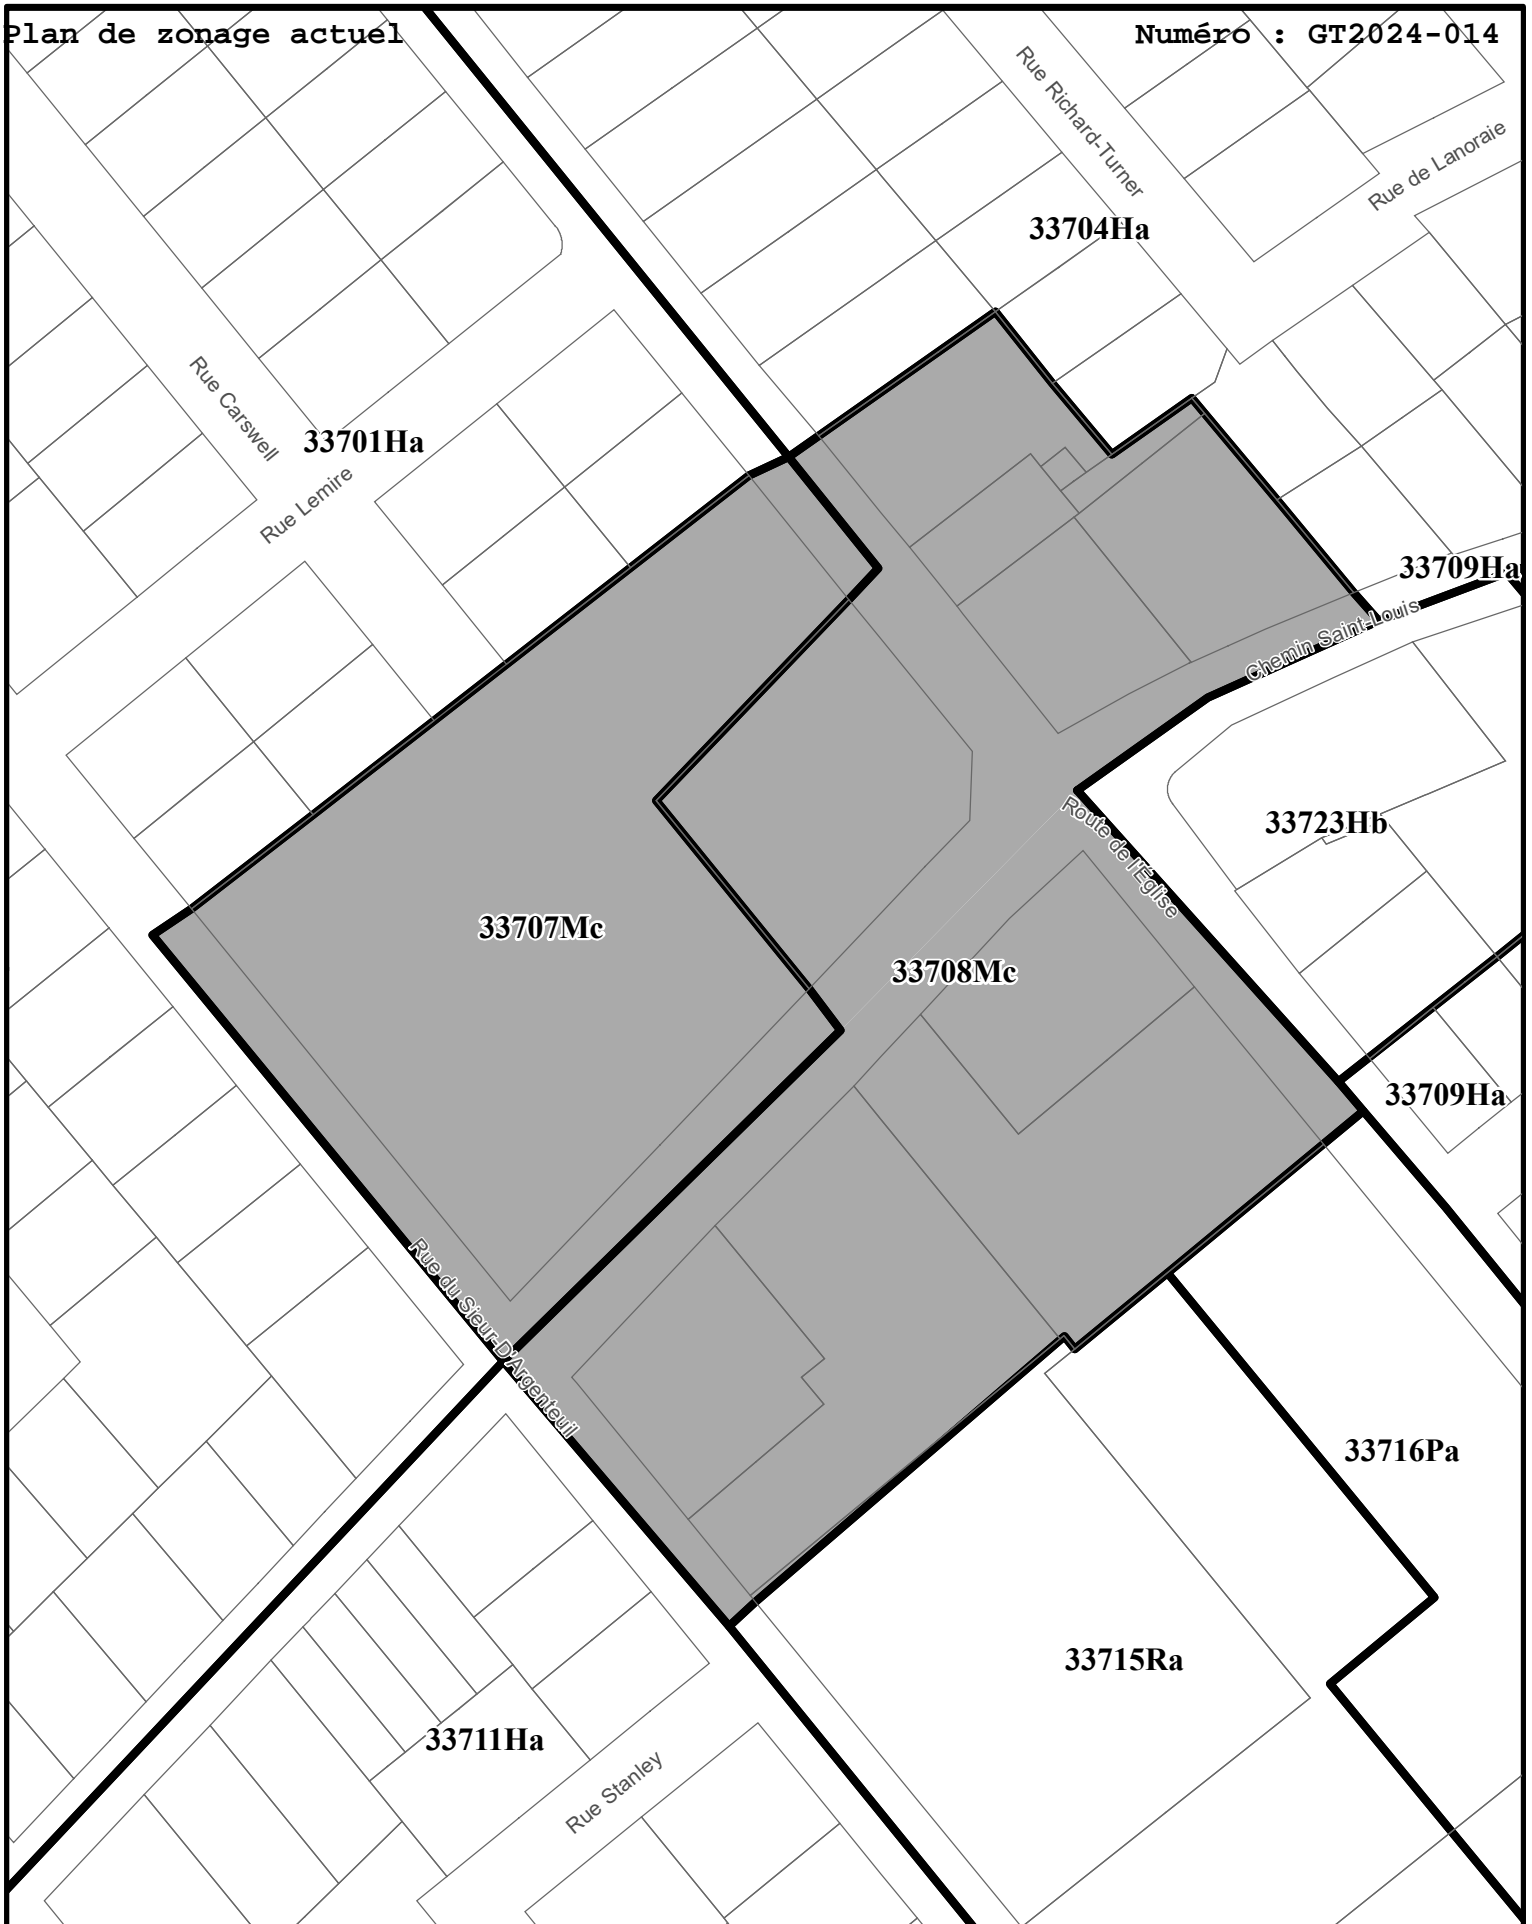 Plan de zonage actuel
Numéro : GT2024-014
Rue Richard-Turner
Rue de Lanoraie
33704Ha
Rue Carswell
33701Ha
Rue Lemire
33709Ha
Chemin Saint-Louis
Route de l'Église
33723Hb
33707Mc
33708Mc
33709Ha
Rue du Sieur-D'Argenteuil
33716Pa
33715Ra
33711Ha
Rue Stanley